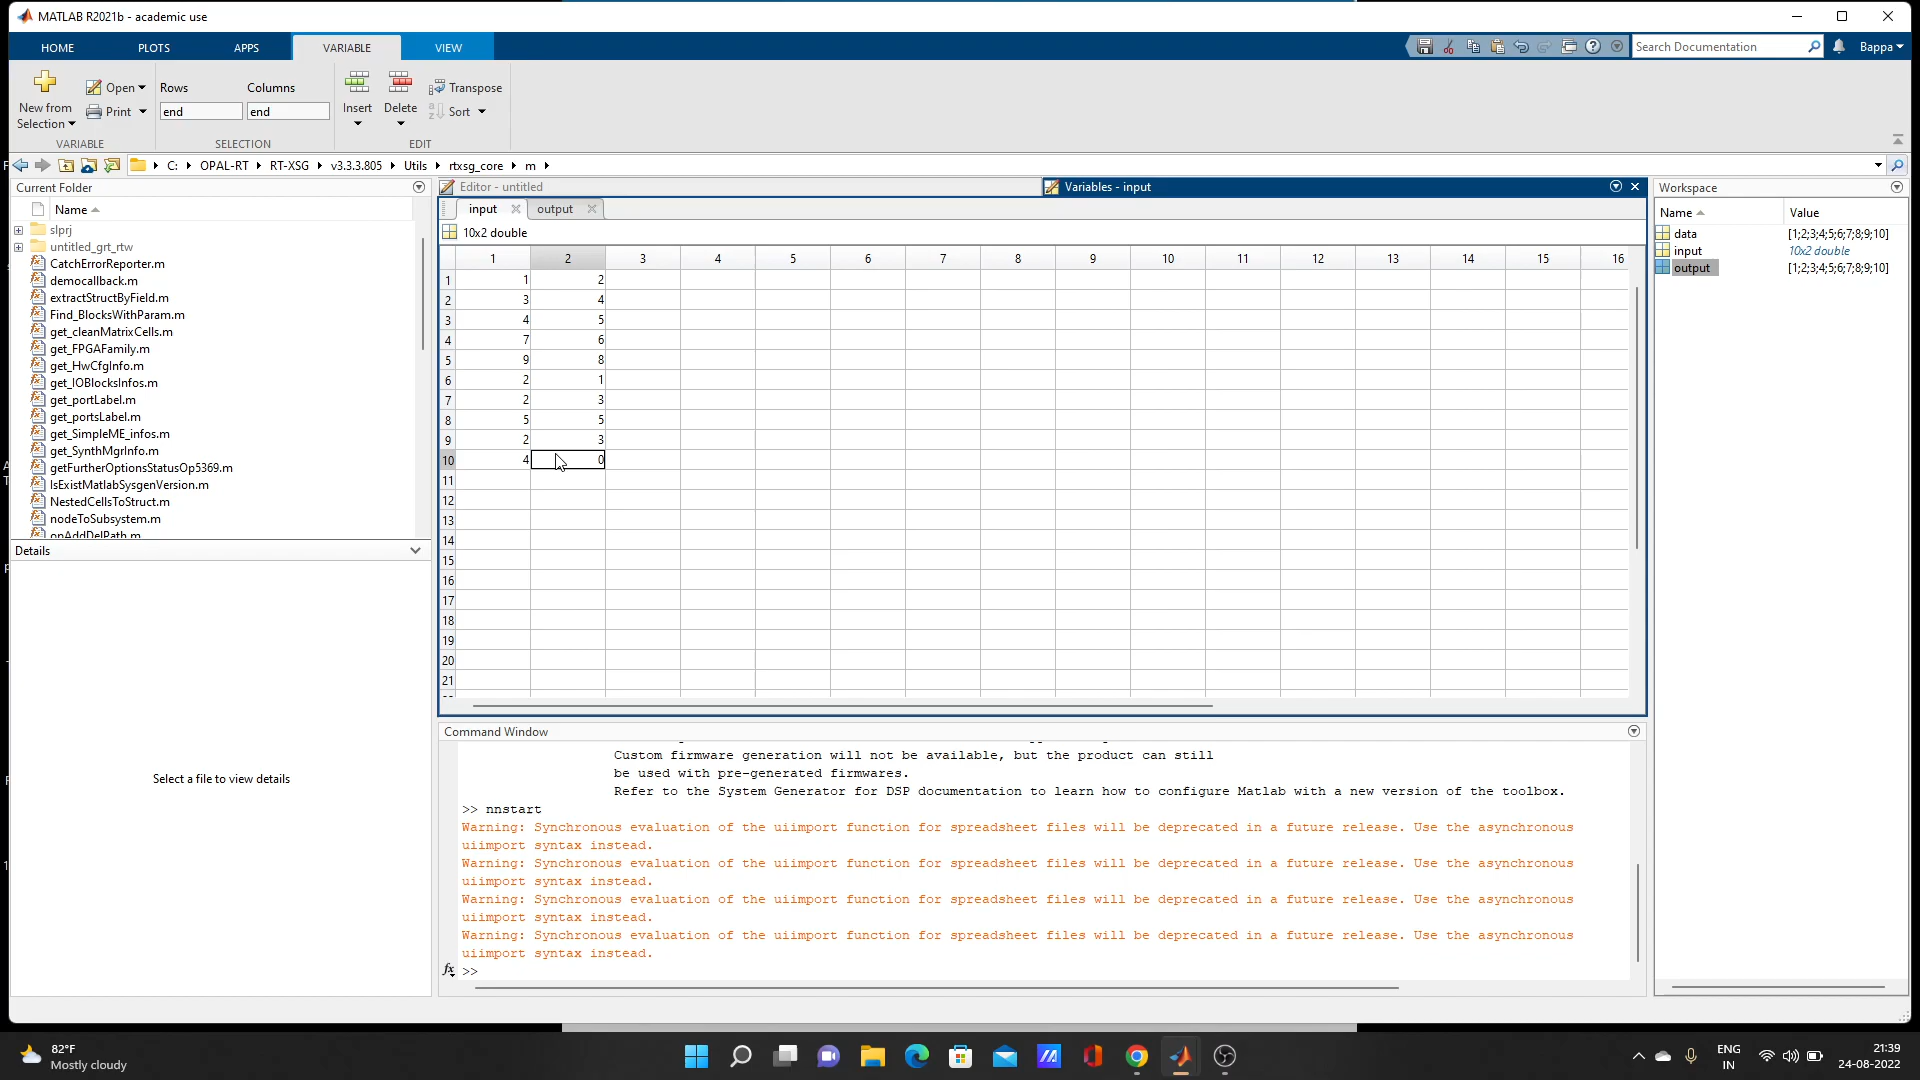 MATLAB R2021b - academic use
HOME PLOTS APPS VARIABLE VIEW
Search Documentation
Bappa
New from
Selection
Open
Print
Rows Columns
end end
Insert
Delete
Transpose
Sort
VARIABLE SELECTION EDIT
C: OPAL-RT RT-XSG v3.3.3.805 Utils rtxsg_core m
Current Folder
Name
slprj
untitled_grt_rtw
CatchErrorReporter.m
democallback.m
extractStructByField.m
Find_BlocksWithParam.m
get_cleanMatrixCells.m
get_FPGAFamily.m
get_HwCfgInfo.m
get_IOBlocksInfos.m
get_portLabel.m
get_portsLabel.m
get_SimpleME_infos.m
get_SynthMgrInfo.m
getFurtherOptionsStatusOp5369.m
IsExistMatlabSysgenVersion.m
NestedCellsToStruct.m
nodeToSubsystem.m
onAddDelPath.m
Details
Select a file to view details
Editor - untitled
Variables - input
input output
10x2 double
1 2 3 4 5 6 7 8 9 10 11 12 13 14 15 16
1 1 2
2 3 4
3 4 5
4 7 6
5 9 8
6 2 1
7 2 3
8 5 5
9 2 3
10 4 0
11
12
13
14
15
16
17
18
19
20
21
Command Window
Custom firmware generation will not be available, but the product can still
be used with pre-generated firmwares.
Refer to the System Generator for DSP documentation to learn how to configure Matlab with a new version of the toolbox.
>> nnstart
Warning: Synchronous evaluation of the uiimport function for spreadsheet files will be deprecated in a future release. Use the asynchronous
uiimport syntax instead.
Warning: Synchronous evaluation of the uiimport function for spreadsheet files will be deprecated in a future release. Use the asynchronous
uiimport syntax instead.
Warning: Synchronous evaluation of the uiimport function for spreadsheet files will be deprecated in a future release. Use the asynchronous
uiimport syntax instead.
Warning: Synchronous evaluation of the uiimport function for spreadsheet files will be deprecated in a future release. Use the asynchronous
uiimport syntax instead.
fx >>
Workspace
Name Value
data [1;2;3;4;5;6;7;8;9;10]
input 10x2 double
output [1;2;3;4;5;6;7;8;9;10]
82°F
Mostly cloudy
ENG
IN
21:39
24-08-2022